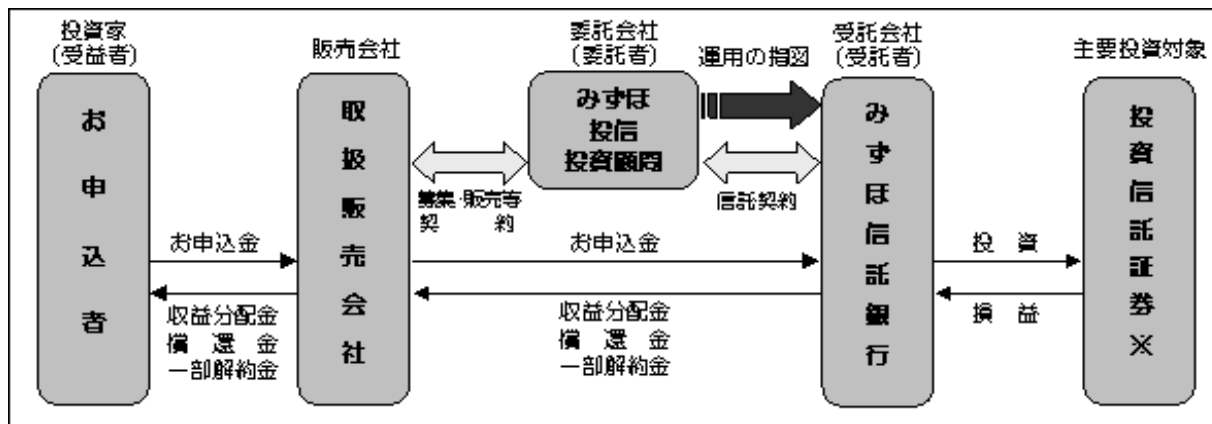 投資家
(受益者)
お申込者
お申込金
収益分配金
償還金
一部解約金
販売会社
取扱販売会社
募集・販売等
契約
委託会社
(委託者)
みずほ
投信
投資顧問
運用の指図
信託契約
お申込金
収益分配金
償還金
一部解約金
受託会社
(受託者)
みずほ信託銀行
投資
損益
主要投資対象
投資信託証券※